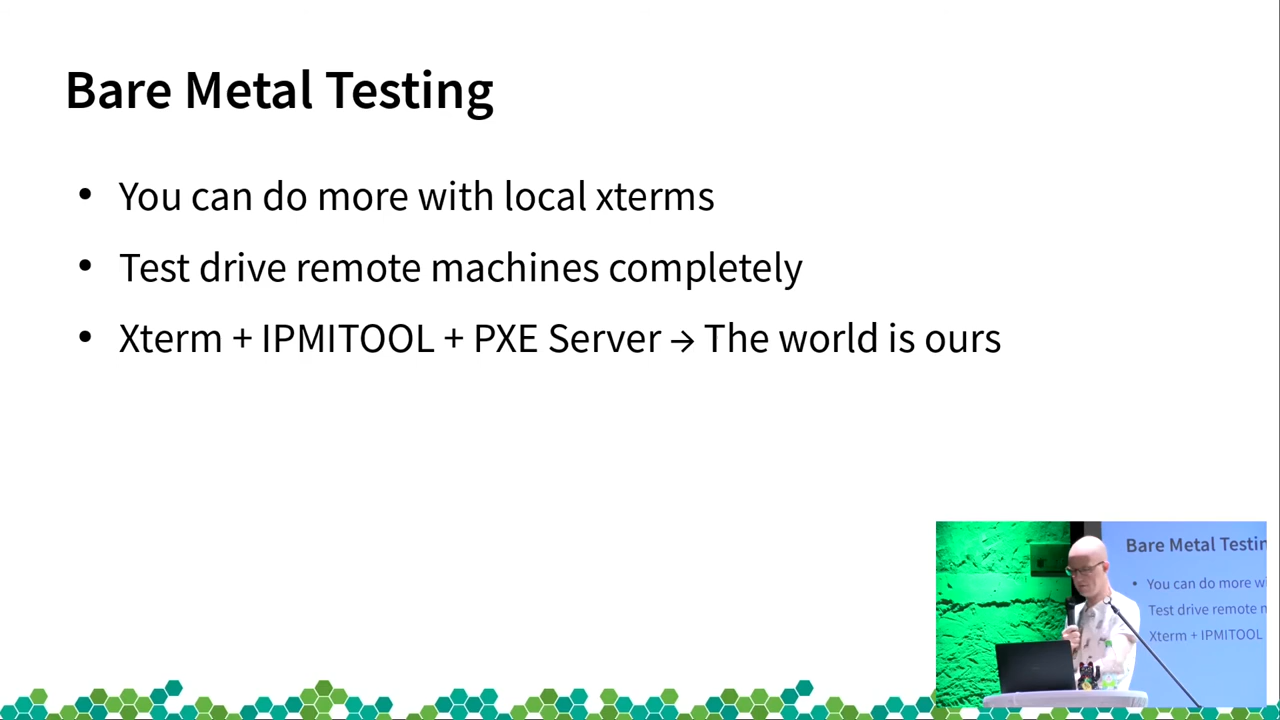 Bare Metal Testing
• You can do more with local xterms
• Test drive remote machines completely
• Xterm + IPMITOOL + PXE Server → The world is ours
Bare Metal Testin
• You can do more wi
Test drive remote m
Xterm + IPMITOOL